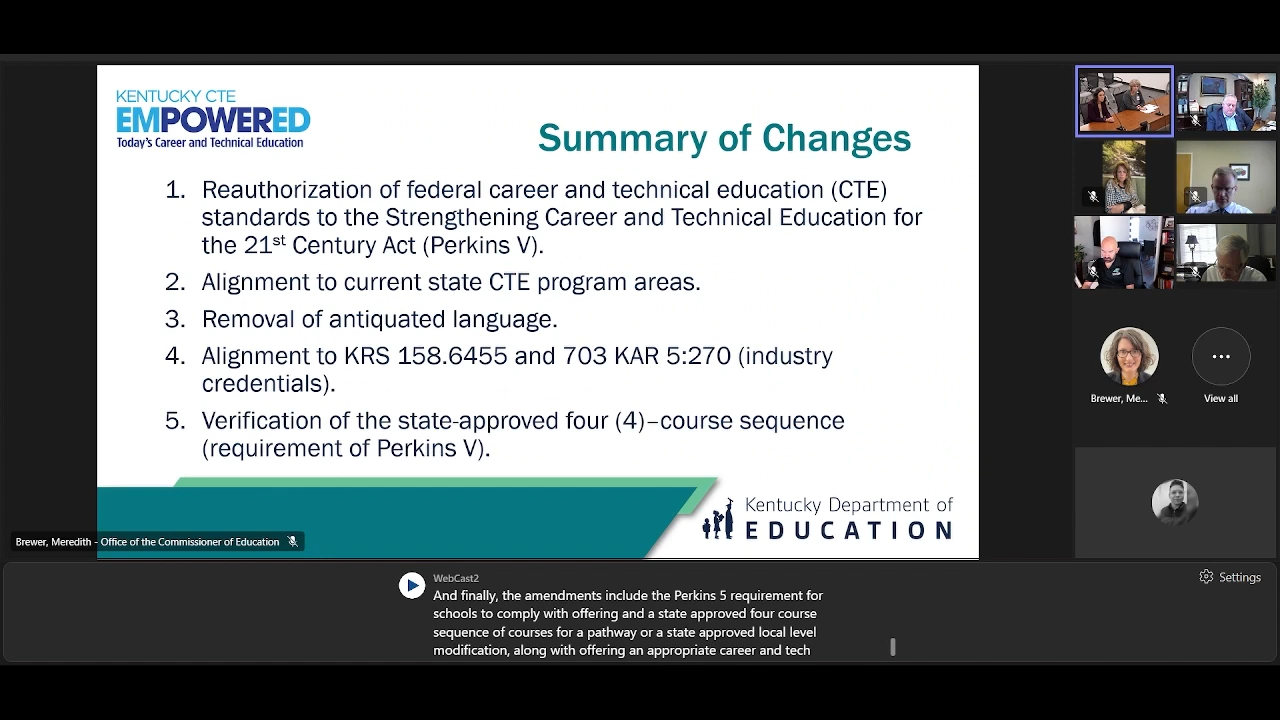 KENTUCKY CTE
EMPOWERED
Today's Career and Technical Education
Summary of Changes
1. Reauthorization of federal career and technical education (CTE)
standards to the Strengthening Career and Technical Education for
the 21st Century Act (Perkins V).
2. Alignment to current state CTE program areas.
3. Removal of antiquated language.
4. Alignment to KRS 158.6455 and 703 KAR 5:270 (industry
credentials).
5. Verification of the state-approved four (4)–course sequence
(requirement of Perkins V).
Kentucky Department of
EDUCATION
Brewer, Meredith - Office of the Commissioner of Education
Brewer, Me...
View all
WebCast2
And finally, the amendments include the Perkins 5 requirement for
schools to comply with offering and a state approved four course
sequence of courses for a pathway or a state approved local level
modification, along with offering an appropriate career and tech
Settings